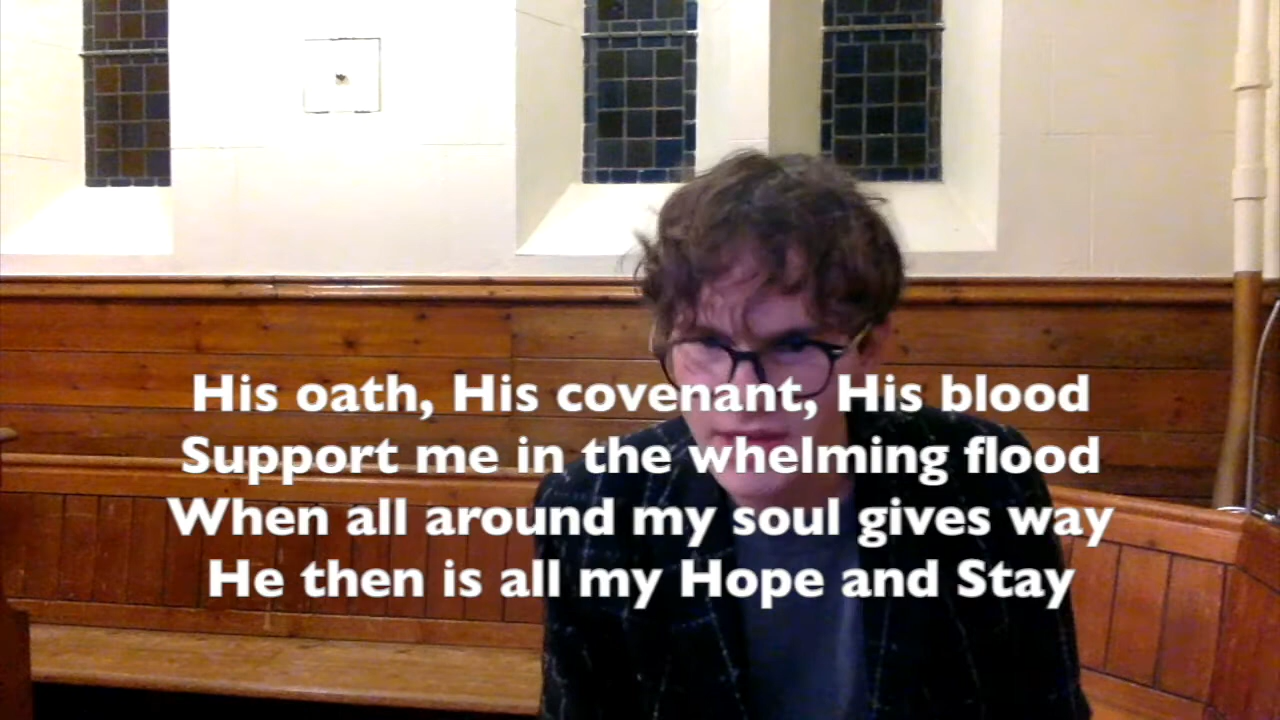 His oath, His covenant, His blood
Support me in the whelming flood
When all around my soul gives way
He then is all my Hope and Stay